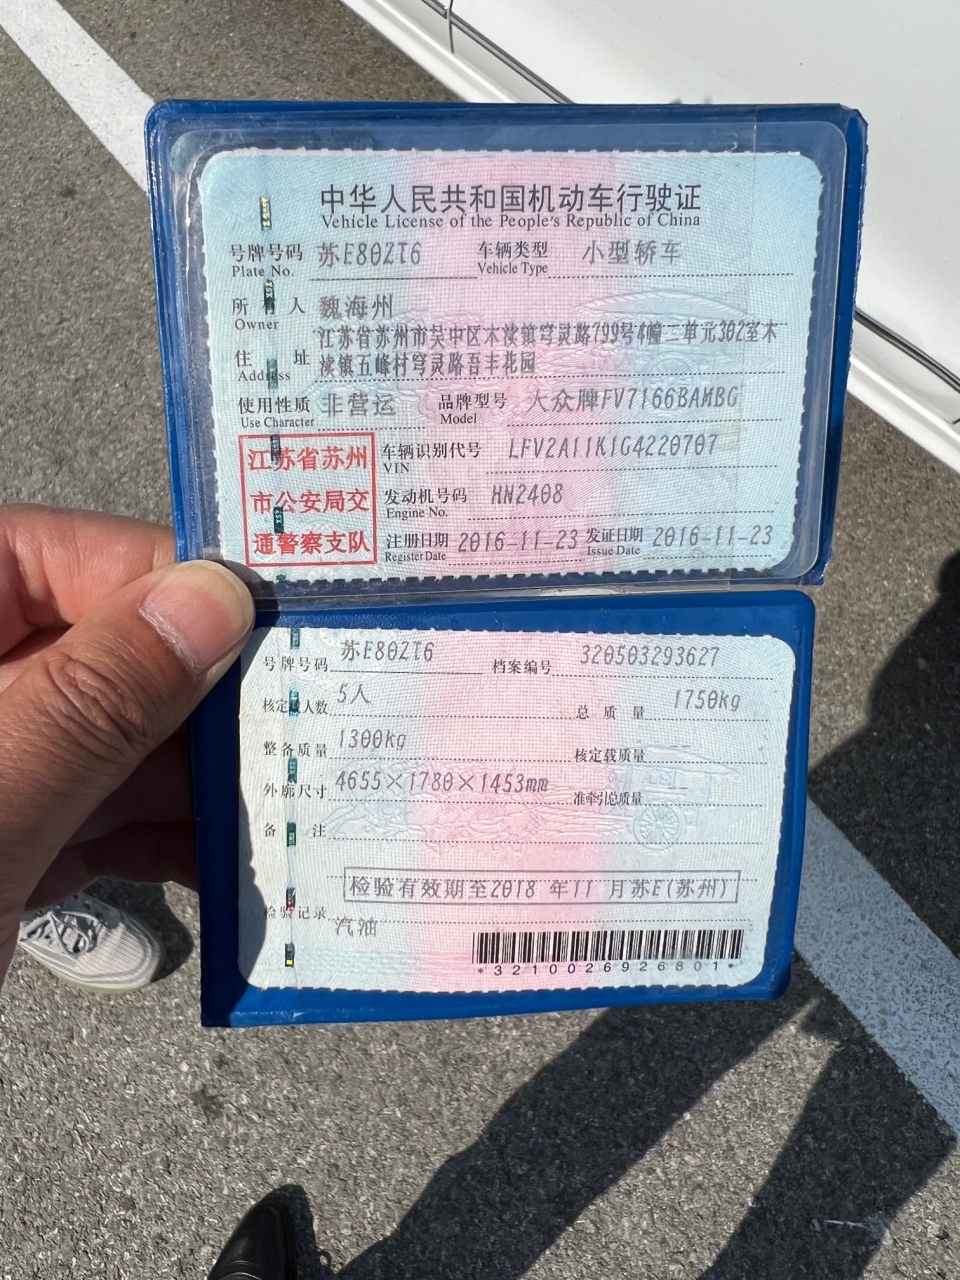 中华人民共和国机动车行驶证
Vehicle License of the People's Republic of China
号牌号码 苏E80ZT6 车辆类型 小型轿车
Plate No. Vehicle Type
所有人 魏海州
Owner
江苏省苏州市吴中区木渎镇穹灵路799号4幢二单元302室木
住址 渎镇五峰村穹灵路吾丰花园
Address
使用性质 非营运 品牌型号 大众牌FV7166BAMBG
Use Character Model
江苏省苏州 车辆识别代号 LFV2A11K1G4220707
VIN
市公安局交 发动机号码 HN2408
Engine No.
通警察支队 注册日期 2016-11-23 发证日期 2016-11-23
Register Date Issue Date
号牌号码 苏E80ZT6 档案编号 320503293627
核定载人数 5人 总质量 1750kg
整备质量 1300kg 核定载质量 --
外廓尺寸 4655×1780×1453mm 准牵引总质量 --
备注
检验有效期至2018年11月苏E(苏州)
检验记录 汽油
*3210026926801*